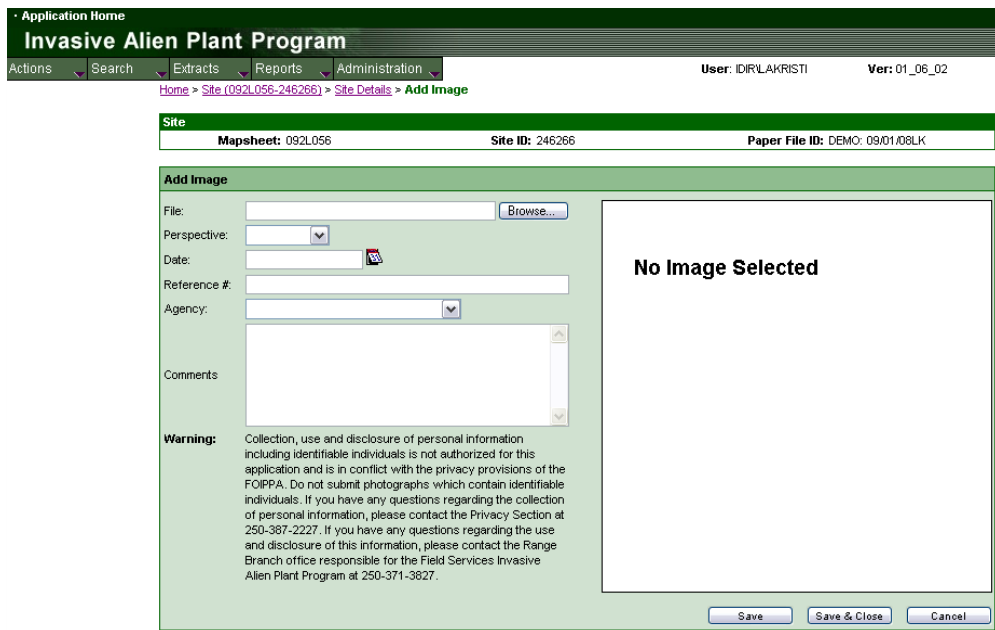 · Application Home
Invasive Alien Plant Program
Actions Search Extracts Reports Administration User: IDIR\LAKRISTI Ver: 01_06_02
Home > Site (092L056-246266) > Site Details > Add Image
Site
Mapsheet: 092L056 Site ID: 246266 Paper File ID: DEMO: 09/01/08LK
Add Image
File: Browse...
Perspective:
Date:
Reference #:
Agency:
Comments
No Image Selected
Warning: Collection, use and disclosure of personal information
including identifiable individuals is not authorized for this
application and is in conflict with the privacy provisions of the
FOIPPA. Do not submit photographs which contain identifiable
individuals. If you have any questions regarding the collection
of personal information, please contact the Privacy Section at
250-387-2227. If you have any questions regarding the use
and disclosure of this information, please contact the Range
Branch office responsible for the Field Services Invasive
Alien Plant Program at 250-371-3827.
Save Save & Close Cancel